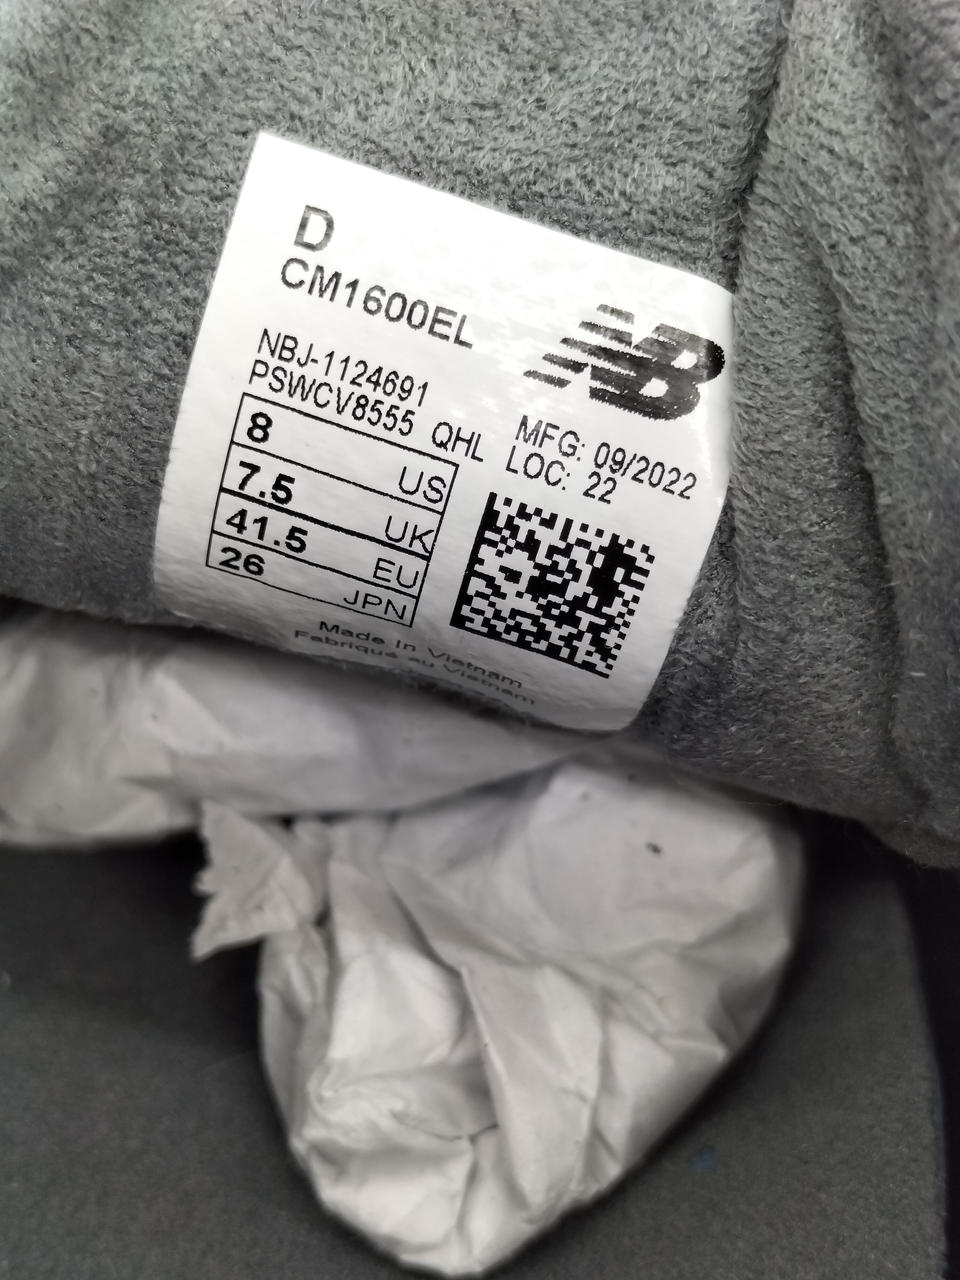 D
CM1600EL
NB
NBJ-1124691
PSWCV8555 QHL
MFG: 09/2022
LOC: 22
8 US
7.5 UK
41.5 EU
26 JPN
Made In Vietnam
Fabriqué au Vietnam